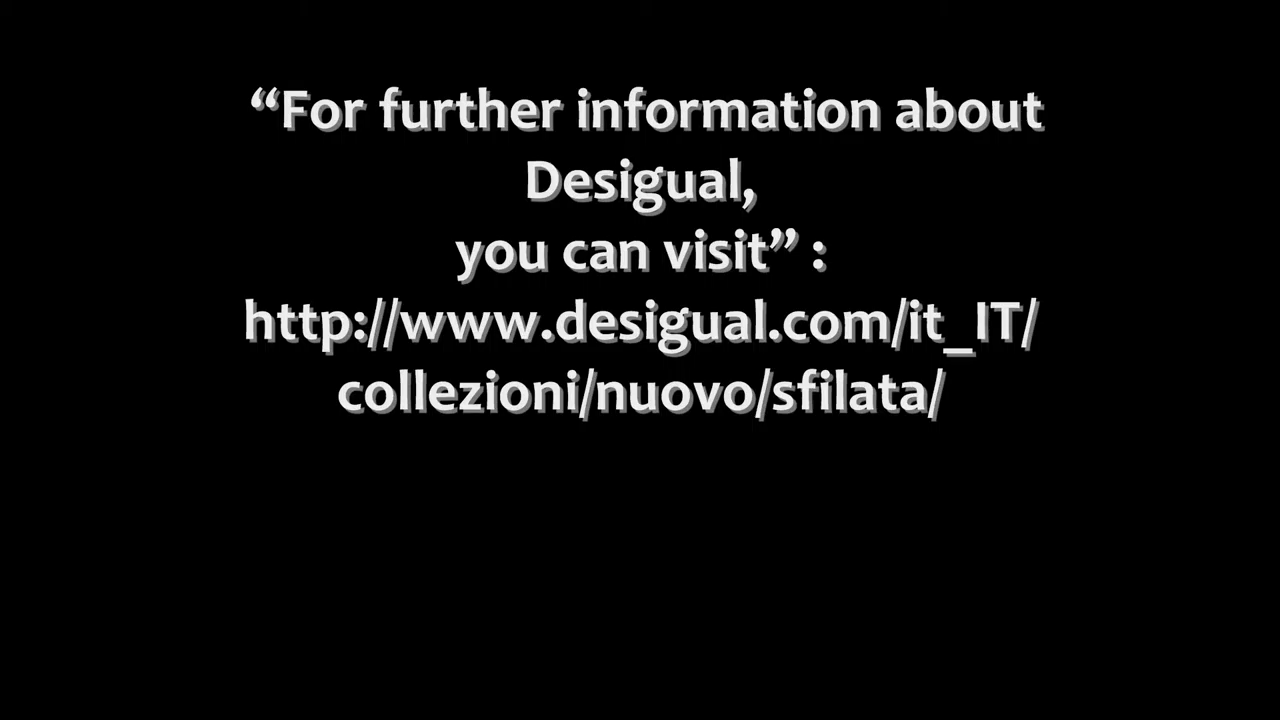 “For further information about
Desigual,
you can visit” :
http://www.desigual.com/it_IT/
collezioni/nuovo/sfilata/